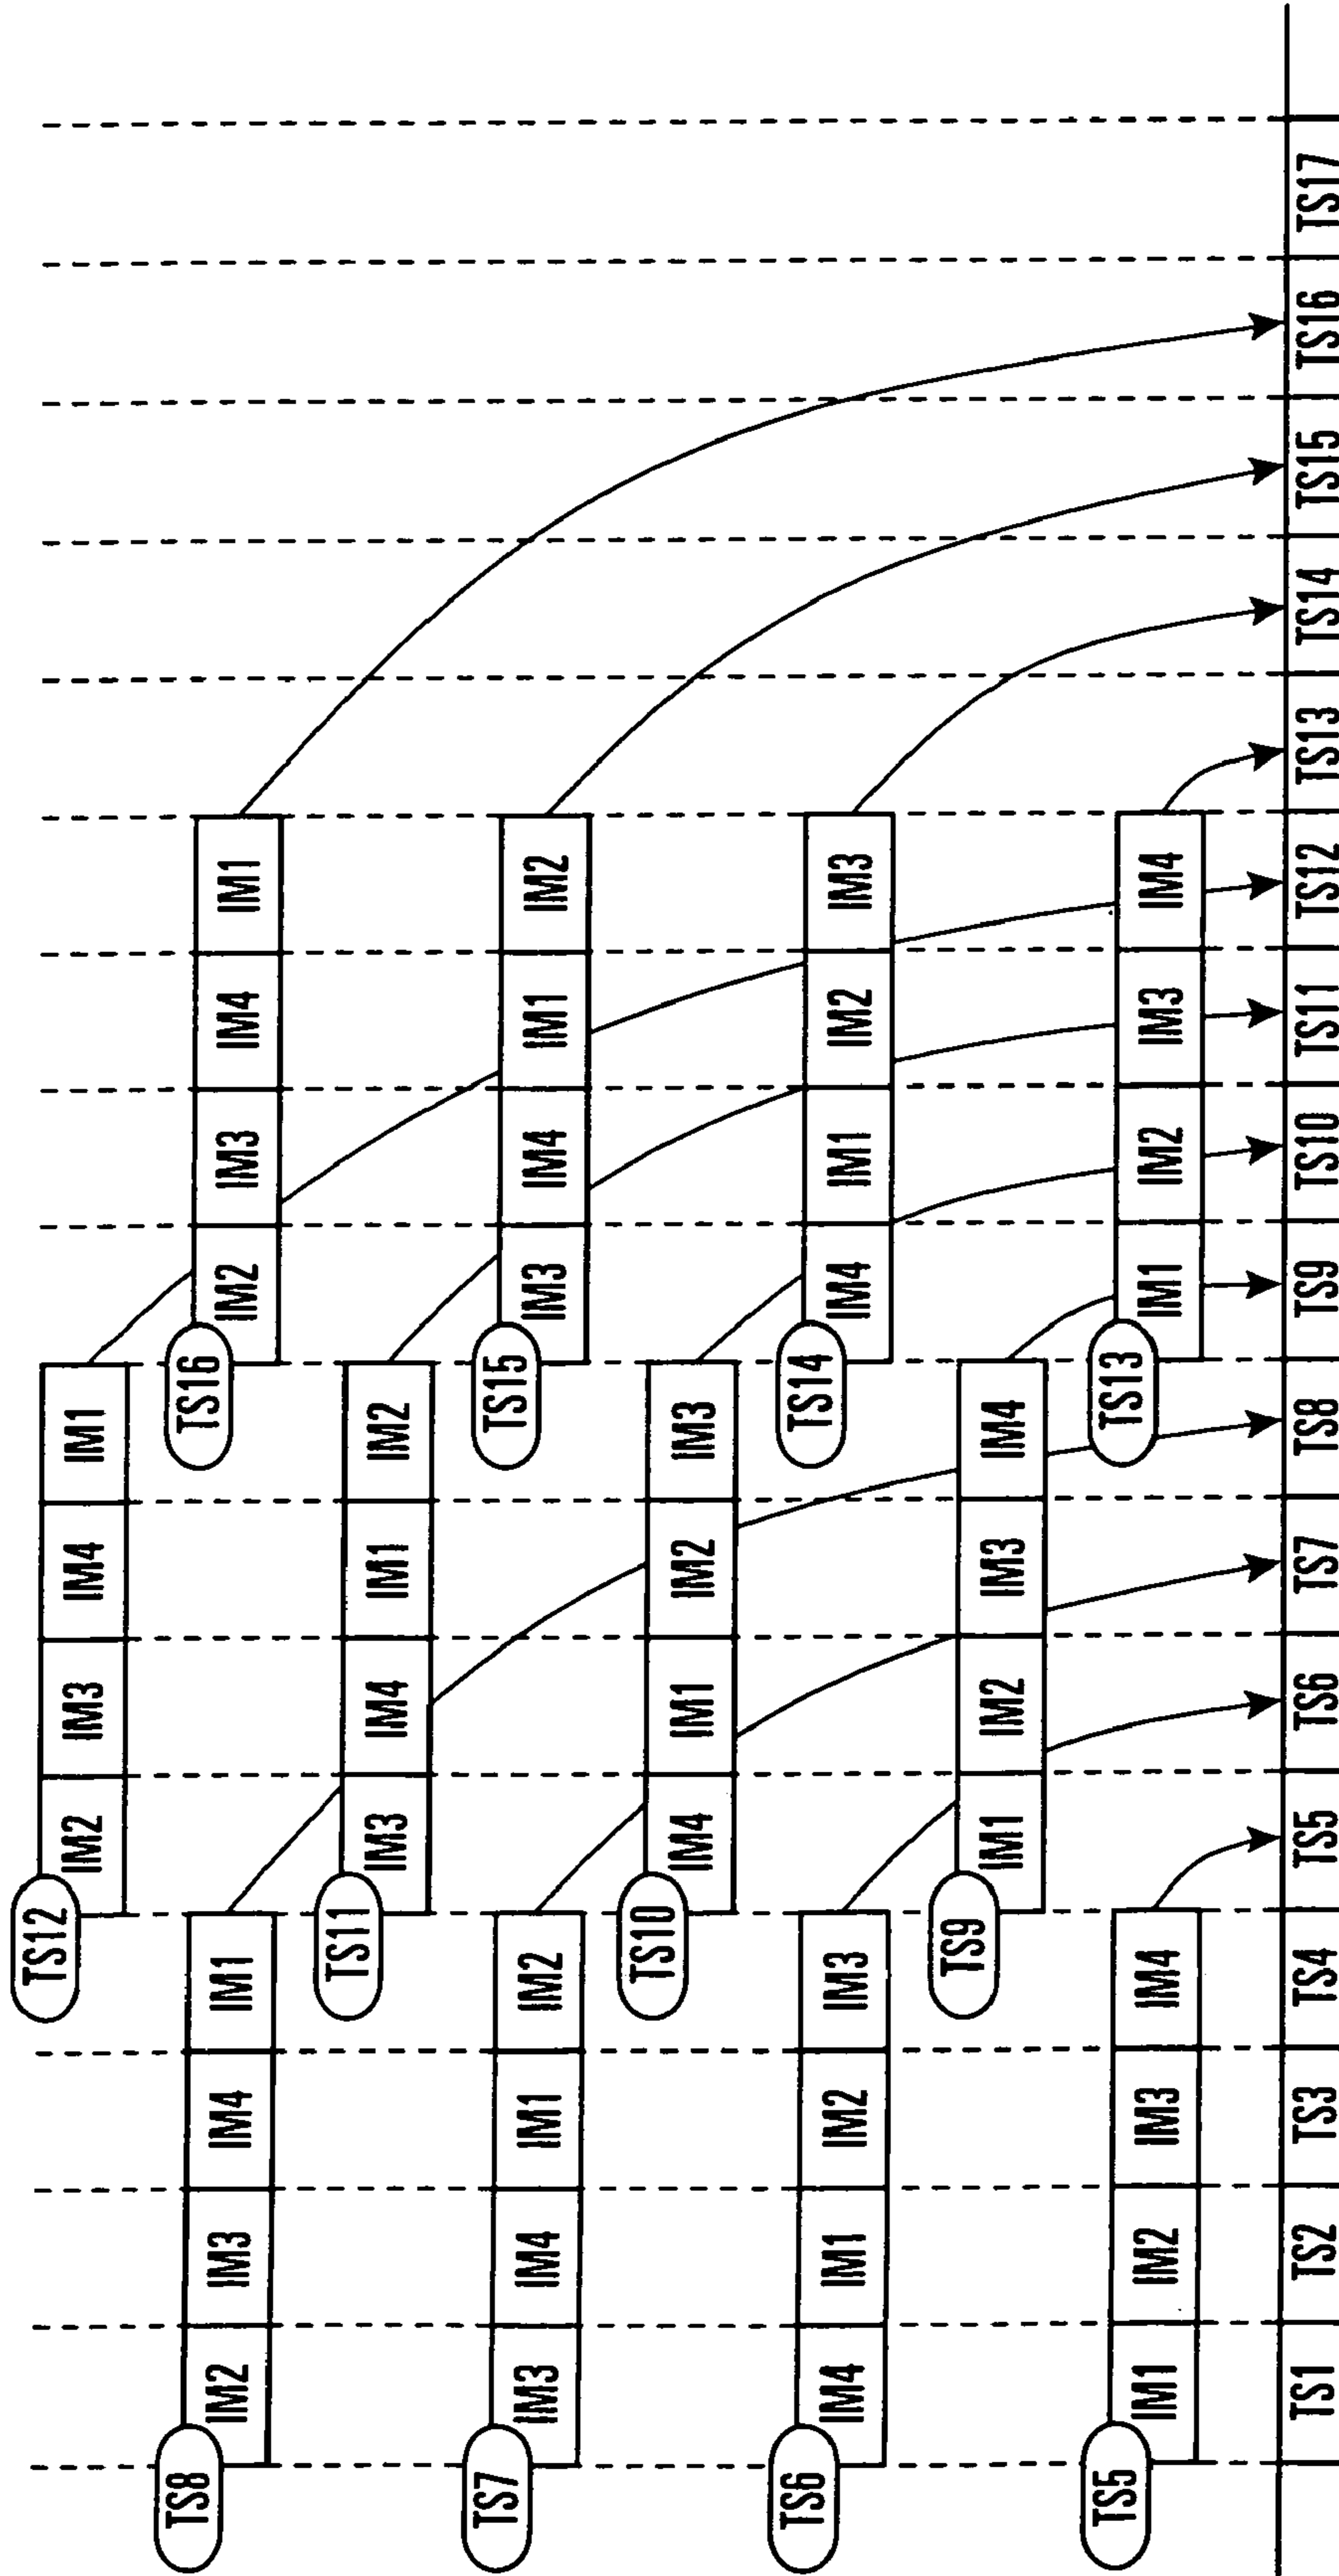 TS12 IM2 IM3 IM4 IM1
TS8 IM2 IM3 IM4 IM1
TS16 IM2 IM3 IM4 IM1
TS11 IM3 IM4 IM1 IM2
TS7 IM3 IM4 IM1 IM2
TS15 IM3 IM4 IM1 IM2
TS10 IM4 IM1 IM2 IM3
TS6 IM4 IM1 IM2 IM3
TS14 IM4 IM1 IM2 IM3
TS9 IM1 IM2 IM3 IM4
TS5 IM1 IM2 IM3 IM4
TS13 IM1 IM2 IM3 IM4
TS1 TS2 TS3 TS4 TS5 TS6 TS7 TS8 TS9 TS10 TS11 TS12 TS13 TS14 TS15 TS16 TS17